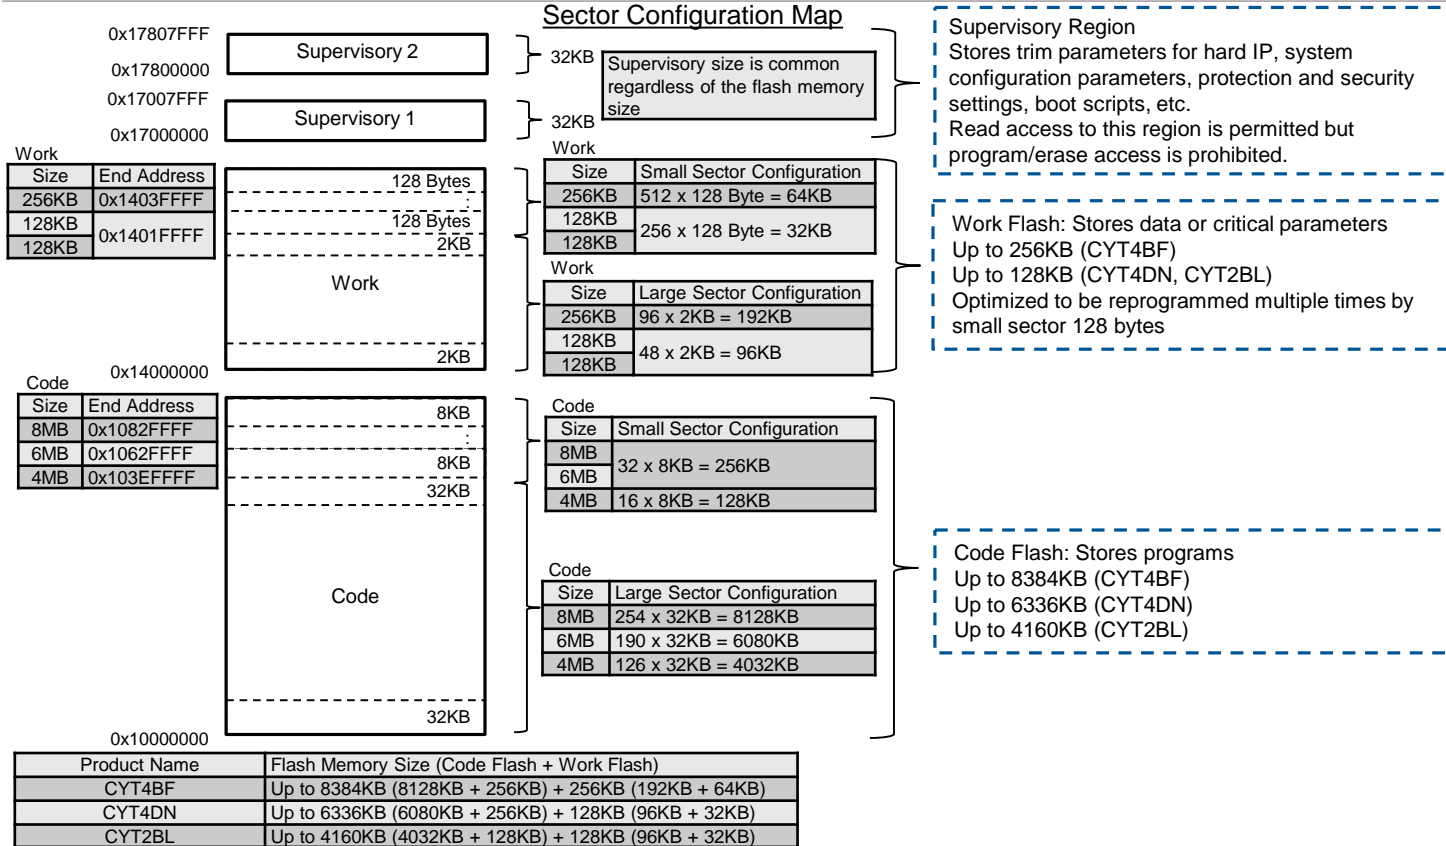 Sector Configuration Map
0x17807FFF
Supervisory 2
0x17800000
32KB
0x17007FFF
Supervisory 1
0x17000000
32KB
Supervisory size is common
regardless of the flash memory
size
Supervisory Region
Stores trim parameters for hard IP, system
configuration parameters, protection and security
settings, boot scripts, etc.
Read access to this region is permitted but
program/erase access is prohibited.
Work
Size End Address
256KB 0x1403FFFF
128KB 0x1401FFFF
128KB
128 Bytes
:
128 Bytes
2KB
Work
2KB
0x14000000
Work
Size Small Sector Configuration
256KB 512 x 128 Byte = 64KB
128KB 256 x 128 Byte = 32KB
128KB
Work
Size Large Sector Configuration
256KB 96 x 2KB = 192KB
128KB 48 x 2KB = 96KB
128KB
Work Flash: Stores data or critical parameters
Up to 256KB (CYT4BF)
Up to 128KB (CYT4DN, CYT2BL)
Optimized to be reprogrammed multiple times by
small sector 128 bytes
Code
Size End Address
8MB 0x1082FFFF
6MB 0x1062FFFF
4MB 0x103EFFFF
8KB
:
8KB
32KB
Code
32KB
0x10000000
Code
Size Small Sector Configuration
8MB 32 x 8KB = 256KB
6MB
4MB 16 x 8KB = 128KB
Code
Size Large Sector Configuration
8MB 254 x 32KB = 8128KB
6MB 190 x 32KB = 6080KB
4MB 126 x 32KB = 4032KB
Code Flash: Stores programs
Up to 8384KB (CYT4BF)
Up to 6336KB (CYT4DN)
Up to 4160KB (CYT2BL)
Product Name Flash Memory Size (Code Flash + Work Flash)
CYT4BF Up to 8384KB (8128KB + 256KB) + 256KB (192KB + 64KB)
CYT4DN Up to 6336KB (6080KB + 256KB) + 128KB (96KB + 32KB)
CYT2BL Up to 4160KB (4032KB + 128KB) + 128KB (96KB + 32KB)